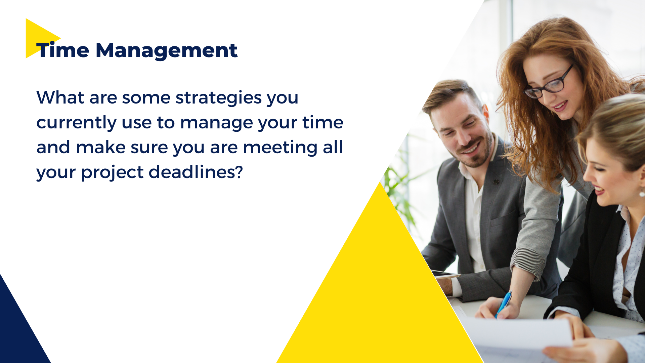 Time Management
What are some strategies you
currently use to manage your time
and make sure you are meeting all
your project deadlines?